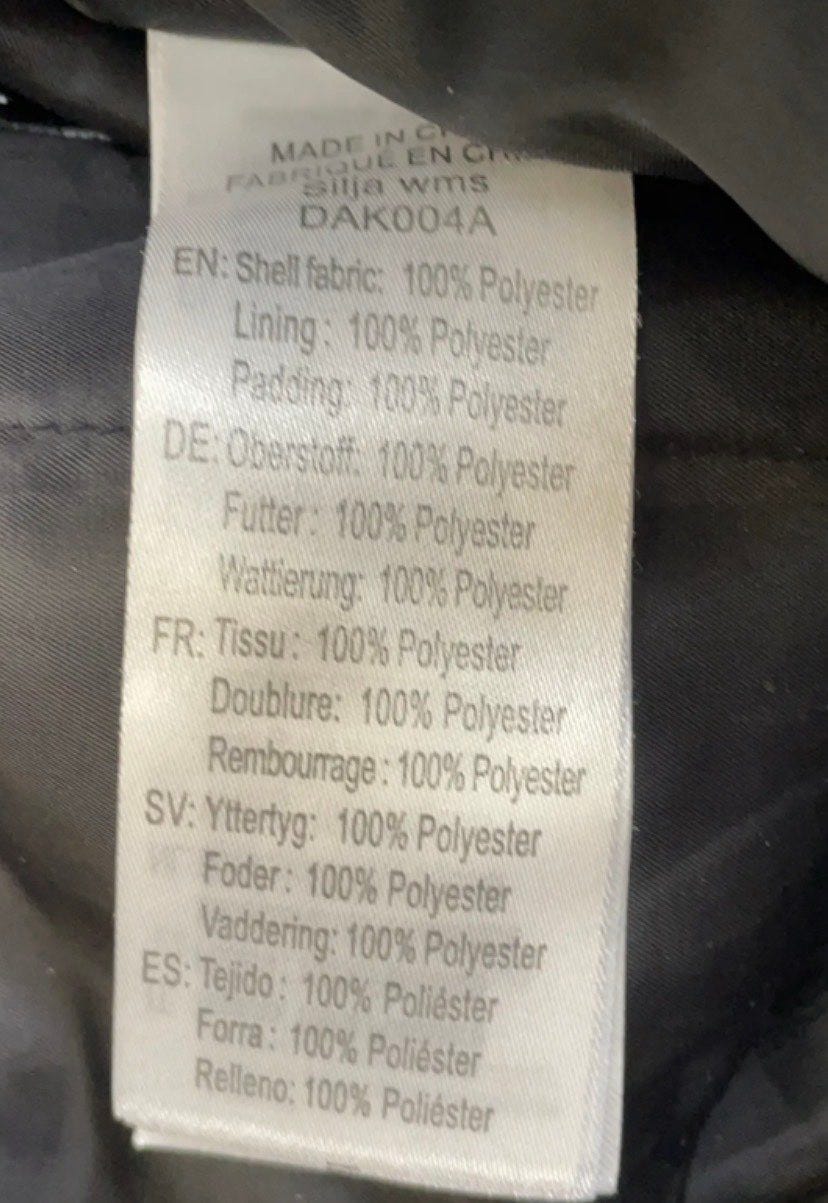 MADE IN
FABRIQUÉ EN
silja wms
DAK004A
EN: Shell fabric: 100% Polyester
Lining: 100% Polyester
Padding: 100% Polyester
DE: Oberstoff: 100% Polyester
Futter: 100% Polyester
Wattierung: 100% Polyester
FR: Tissu: 100% Polyester
Doublure: 100% Polyester
Rembourrage: 100% Polyester
SV: Yttertyg: 100% Polyester
Foder: 100% Polyester
Vaddering: 100% Polyester
ES: Tejido: 100% Poliéster
Forra: 100% Poliéster
Relleno: 100% Poliéster